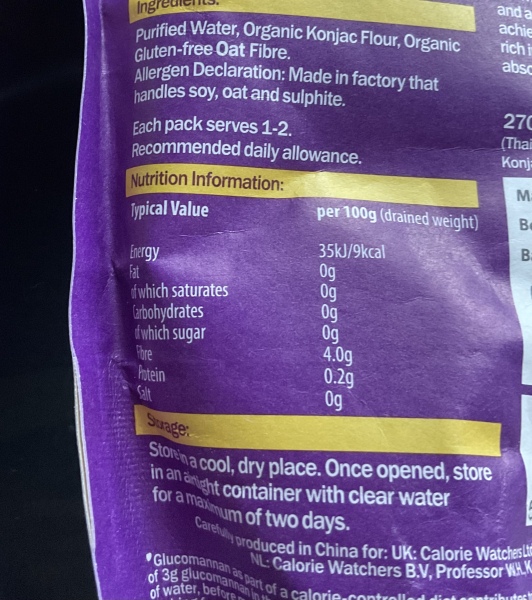 Ingredients:
Purified Water, Organic Konjac Flour, Organic
Gluten-free Oat Fibre.
Allergen Declaration: Made in factory that
handles soy, oat and sulphite.
Each pack serves 1-2.
Recommended daily allowance.
Nutrition Information:
Typical Value per 100g (drained weight)
Energy 35kJ/9kcal
Fat 0g
of which saturates 0g
Carbohydrates 0g
of which sugar 0g
Fibre 4.0g
Protein 0.2g
Salt 0g
Storage:
Store in a cool, dry place. Once opened, store
in an airtight container with clear water
for a maximum of two days.
Carefully produced in China for: UK: Calorie Watchers Lt
NL: Calorie Watchers B.V, Professor W.H. K
*Glucomannan as part of a calorie-controlled diet contributes
of 3g glucomannan in
of water, before
and a
achie
rich f
abso
270
(Thai
Konj
M
Be
B